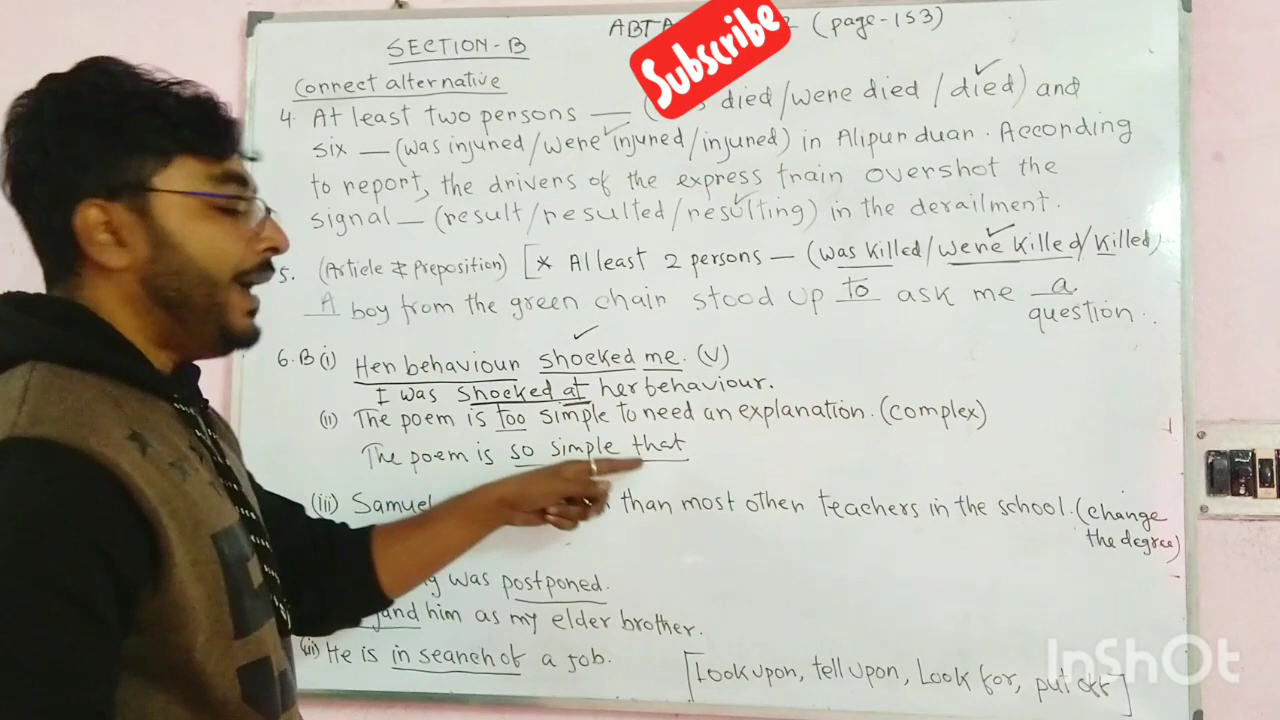 ABTA (page-153)
Subscribe
SECTION-B
Correct alternative
4. At least two persons — ( died/were died/died) and
six — (was injured/were injured/injured) in Alipurduar. According
to report, the drivers of the express train overshot the
signal — (result/resulted/resulting) in the derailment.
5. (Article & Preposition) [* At least 2 persons — (was killed/were killed/killed)
A boy from the green chair stood up to ask me a
question.
6.B (i) Her behaviour shocked me. (V)
I was shocked at her behaviour.
(ii) The poem is too simple to need an explanation. (complex)
The poem is so simple that
(iii) Samuel than most other teachers in the school. (change
the degree)
was postponed.
him as my elder brother.
(iii) He is in search of a job.
[Look upon, tell upon, Look for, put off]
InShOt